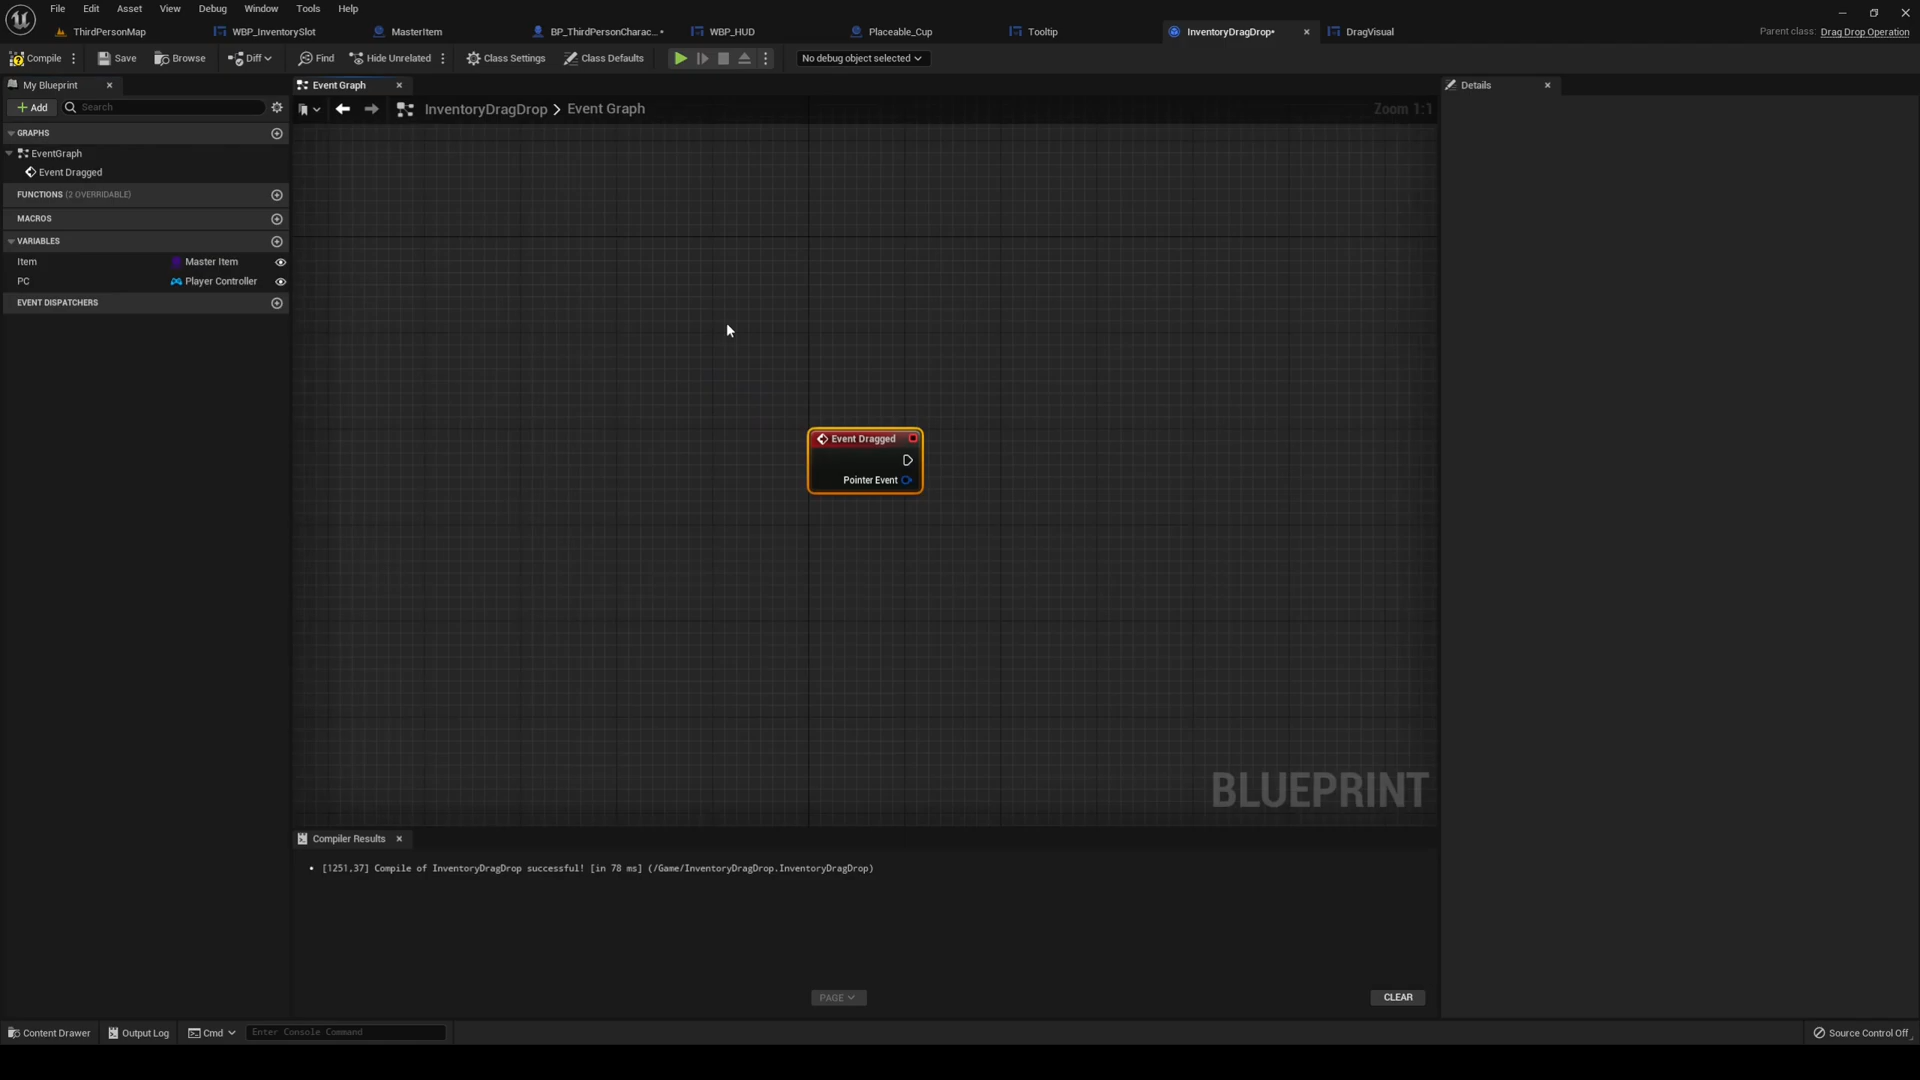 File Edit Asset View Debug Window Tools Help
ThirdPersonMap WBP_InventorySlot MasterItem BP_ThirdPersonCharac...• WBP_HUD Placeable_Cup Tooltip InventoryDragDrop• DragVisual Parent class: Drag Drop Operation
Compile Save Browse Diff Find Hide Unrelated Class Settings Class Defaults No debug object selected
My Blueprint Event Graph Details
Add Search InventoryDragDrop > Event Graph Zoom 1:1
GRAPHS
EventGraph
Event Dragged
FUNCTIONS (2 OVERRIDABLE)
MACROS
VARIABLES
Item Master Item
PC Player Controller
EVENT DISPATCHERS
Event Dragged
Pointer Event
BLUEPRINT
Compiler Results
• [1251,37] Compile of InventoryDragDrop successful! [in 78 ms] (/Game/InventoryDragDrop.InventoryDragDrop)
PAGE CLEAR
Content Drawer Output Log Cmd Enter Console Command Source Control Off